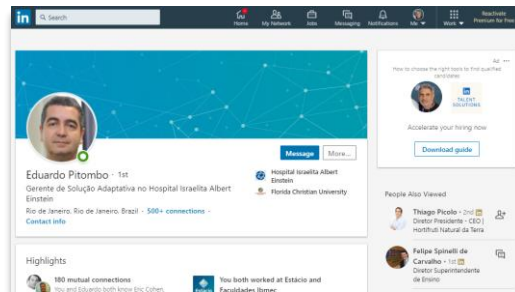 in
Search
Home
My Network
Jobs
Messaging
Notifications
Me
Work
Reactivate
Premium for Free
Ad
How to choose the right tools to find qualified
candidates
in
TALENT
SOLUTIONS
Accelerate your hiring now
Download guide
Message
More...
Eduardo Pitombo · 1st
Gerente de Solução Adaptativa no Hospital Israelita Albert
Einstein
Rio de Janeiro, Rio de Janeiro, Brazil · 500+ connections ·
Contact info
Hospital Israelita Albert
Einstein
Florida Christian University
People Also Viewed
Thiago Picolo · 2nd
Diretor Presidente - CEO |
Hortifruti Natural da Terra
Felipe Spinelli de
Carvalho · 1st
Diretor Superintendente
de Ensino
Highlights
180 mutual connections
You and Eduardo both know Eric Cohen,
You both worked at Estácio and
Faculdades Ibmec